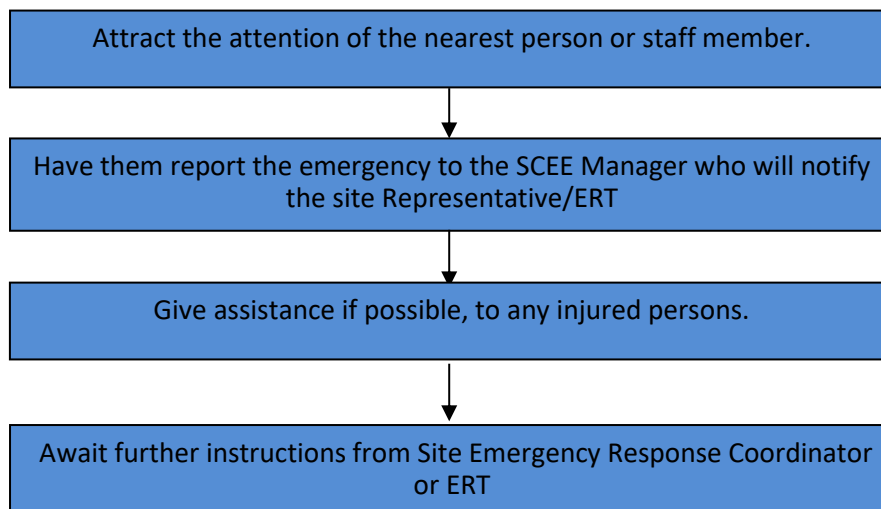 Attract the attention of the nearest person or staff member.
Have them report the emergency to the SCEE Manager who will notify
the site Representative/ERT
Give assistance if possible, to any injured persons.
Await further instructions from Site Emergency Response Coordinator
or ERT